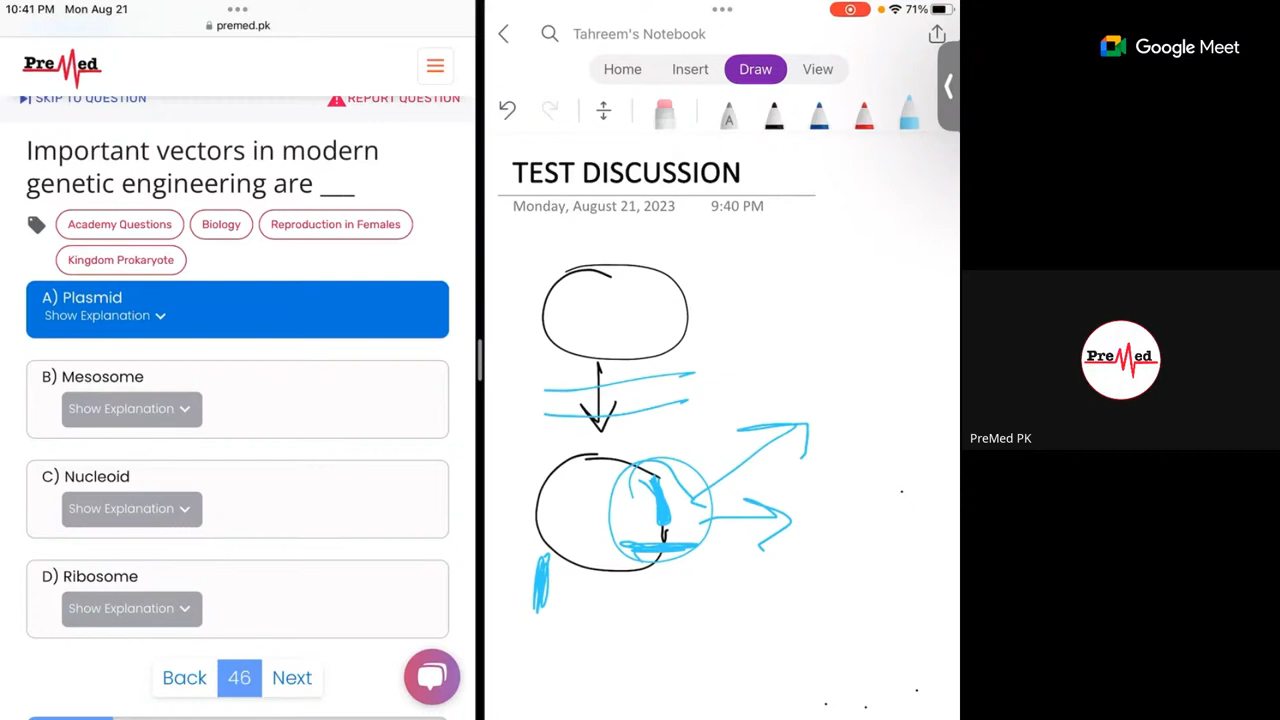 10:41 PM Mon Aug 21
premed.pk
PreMed
SKIP TO QUESTION
REPORT QUESTION
Important vectors in modern
genetic engineering are ___
Academy Questions
Biology
Reproduction in Females
Kingdom Prokaryote
A) Plasmid
Show Explanation
B) Mesosome
Show Explanation
C) Nucleoid
Show Explanation
D) Ribosome
Show Explanation
Back 46 Next
71%
Tahreem's Notebook
Home Insert Draw View
A
TEST DISCUSSION
Monday, August 21, 2023 9:40 PM
Google Meet
PreMed
PreMed PK